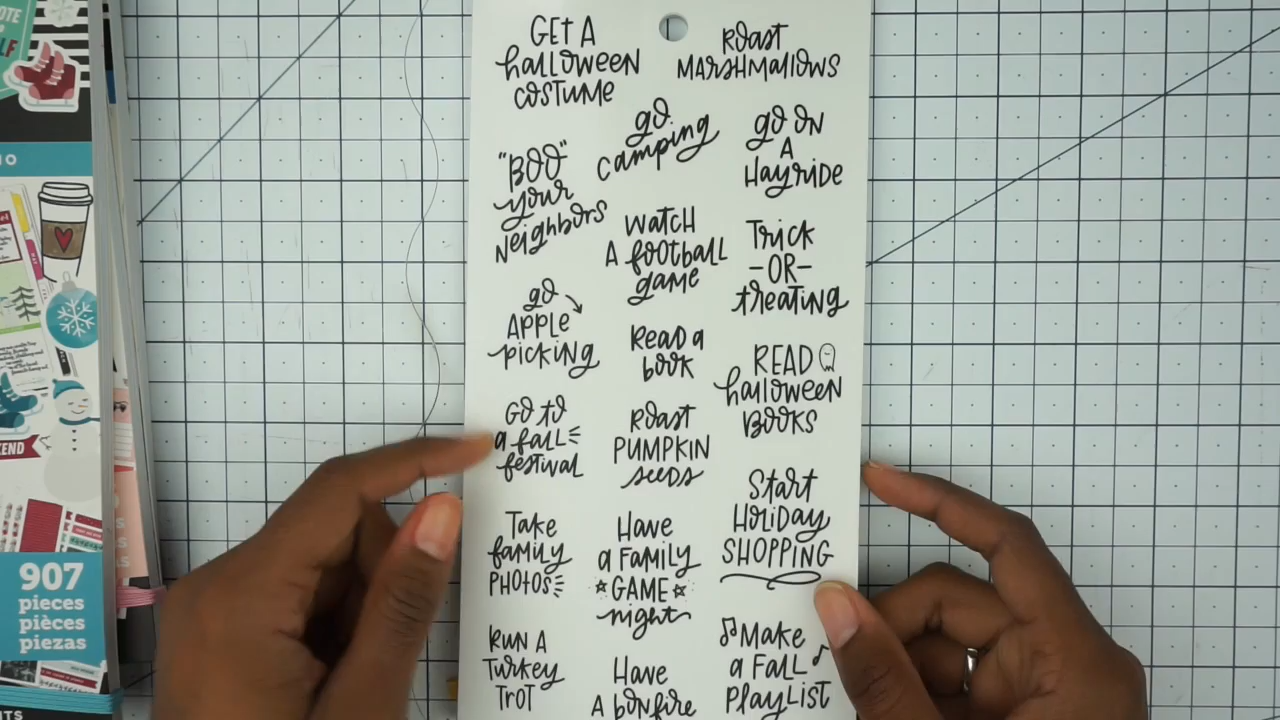 GET A
halloween
costume
ROAST
MARSHMALLOWS
go
camping
go ON
A
HayRIDE
"BOO"
your
Neighbors
WATCH
A football
game
Trick
-OR-
treating
go
APPLE
picking
READ a
book
READ
halloween
BOOKS
GO to
a fall
festival
ROAST
PUMPKIN
seeds
Start
HOLIDAY
SHOPPING
Take
family
PHOTOS
Have
a Family
GAME
night
RUN A
Turkey
TROT
Have
A bonfire
Make
a FALL
PLAYLIST
907
pieces
pièces
piezas